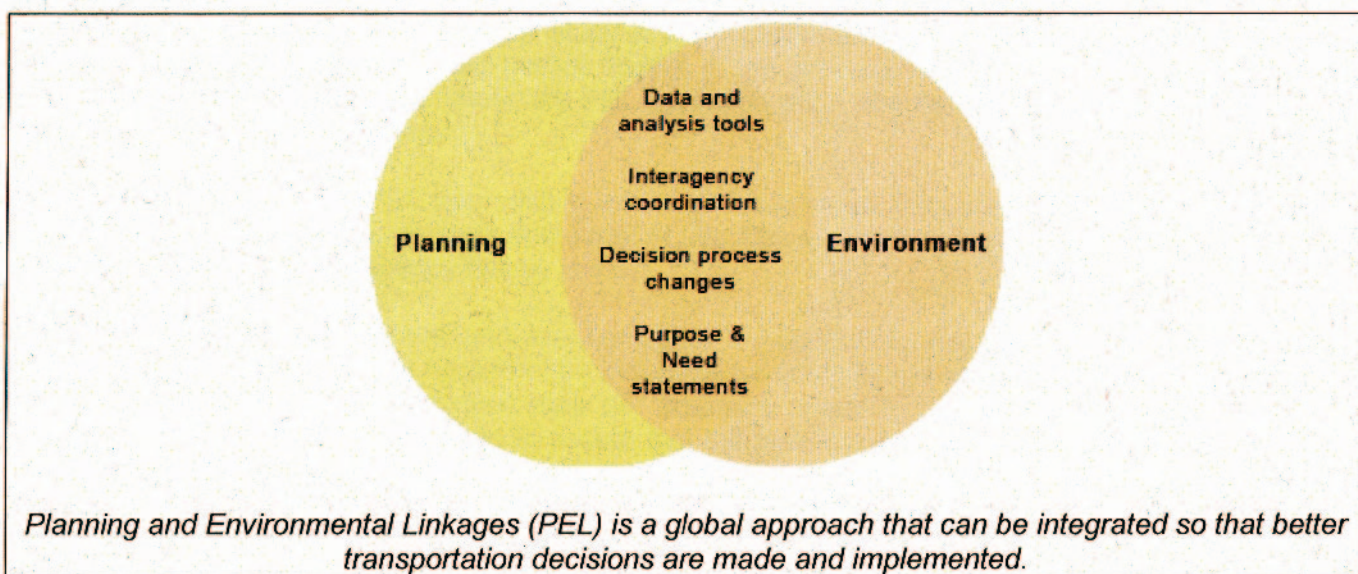 Data and
analysis tools
Interagency
coordination
Planning
Environment
Decision process
changes
Purpose &
Need
statements
Planning and Environmental Linkages (PEL) is a global approach that can be integrated so that better
transportation decisions are made and implemented.